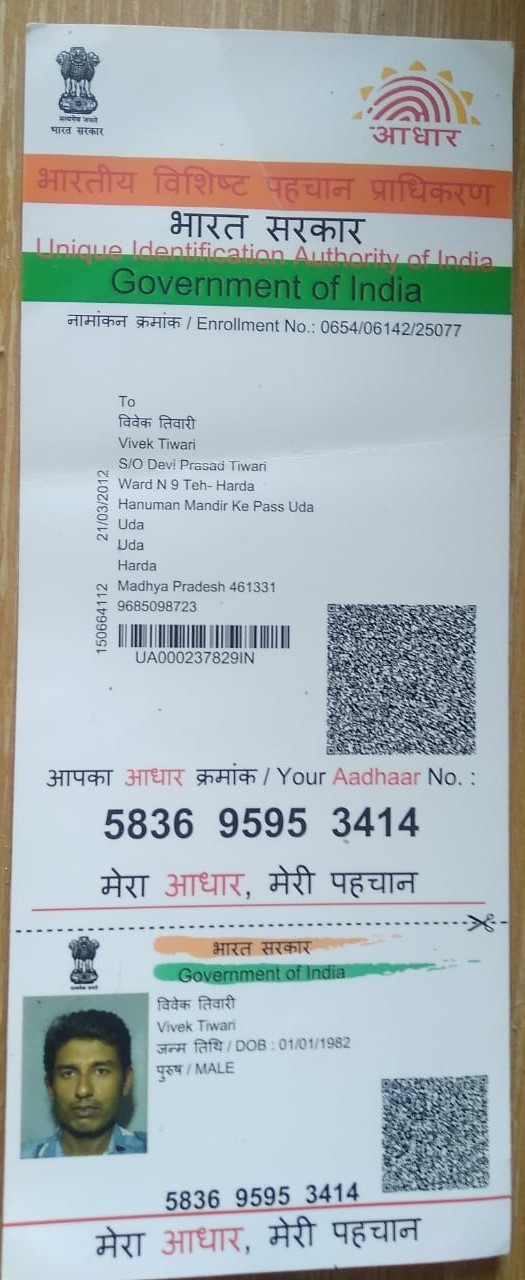 सत्यमेव जयते
भारत सरकार
आधार
भारतीय विशिष्ट पहचान प्राधिकरण
भारत सरकार
Unique Identification Authority of India
Government of India
नामांकन क्रमांक / Enrollment No.: 0654/06142/25077
To
विवेक तिवारी
Vivek Tiwari
S/O Devi Prasad Tiwari
Ward N 9 Teh- Harda
Hanuman Mandir Ke Pass Uda
Uda
Uda
Harda
Madhya Pradesh 461331
9685098723
21/03/2012
150664112
UA000237829IN
आपका आधार क्रमांक / Your Aadhaar No. :
5836 9595 3414
मेरा आधार, मेरी पहचान
भारत सरकार
Government of India
विवेक तिवारी
Vivek Tiwari
जन्म तिथि / DOB : 01/01/1982
पुरुष / MALE
5836 9595 3414
मेरा आधार, मेरी पहचान